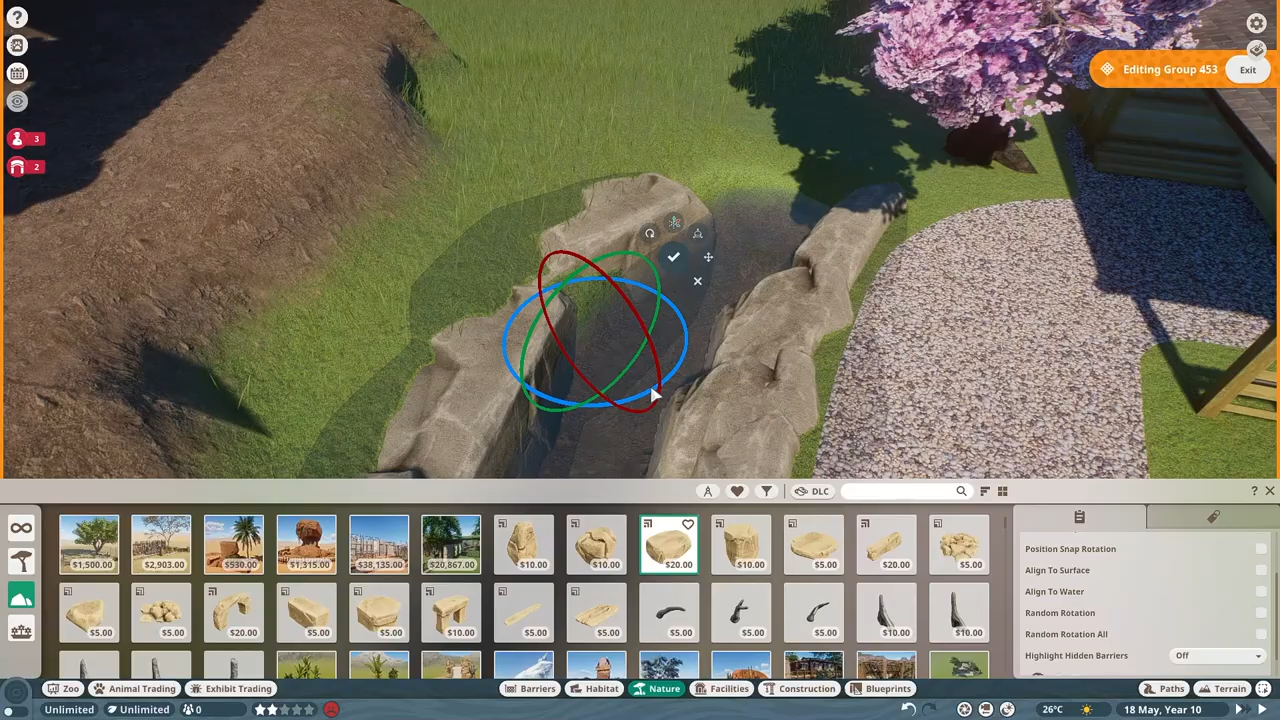 ?
Editing Group 453
Exit
3
2
DLC
? ×
$1,500.00
$2,903.00
$530.00
$1,315.00
$38,135.00
$20,867.00
$10.00
$10.00
$20.00
$10.00
$5.00
$20.00
$5.00
$5.00
$5.00
$20.00
$5.00
$5.00
$10.00
$5.00
$5.00
$5.00
$5.00
$5.00
$10.00
$10.00
Position Snap Rotation
Align To Surface
Align To Water
Random Rotation
Random Rotation All
Highlight Hidden Barriers
Off
Zoo
Animal Trading
Exhibit Trading
Barriers
Habitat
Nature
Facilities
Construction
Blueprints
Paths
Terrain
Unlimited
Unlimited
0
26°C
18 May, Year 10